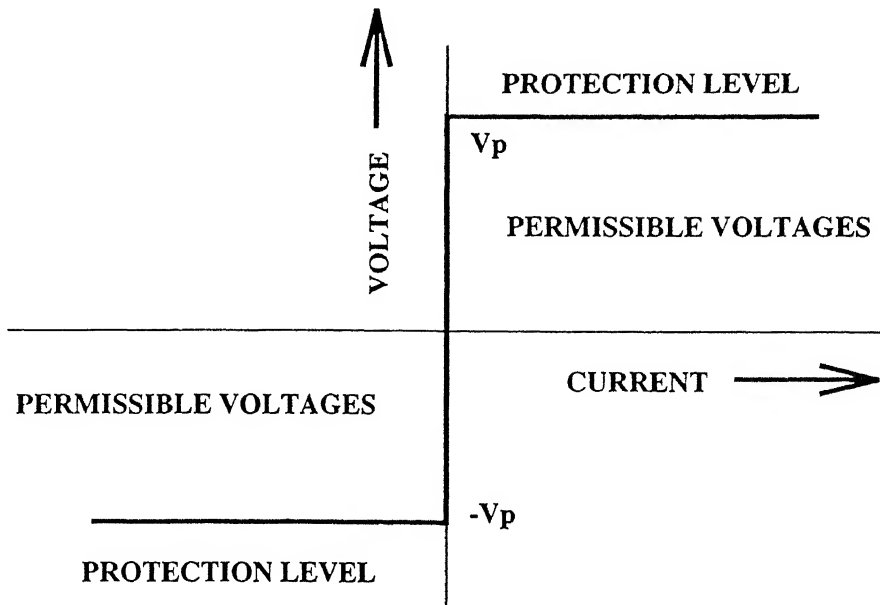 PROTECTION LEVEL
Vp
VOLTAGE
PERMISSIBLE VOLTAGES
CURRENT
PERMISSIBLE VOLTAGES
-Vp
PROTECTION LEVEL